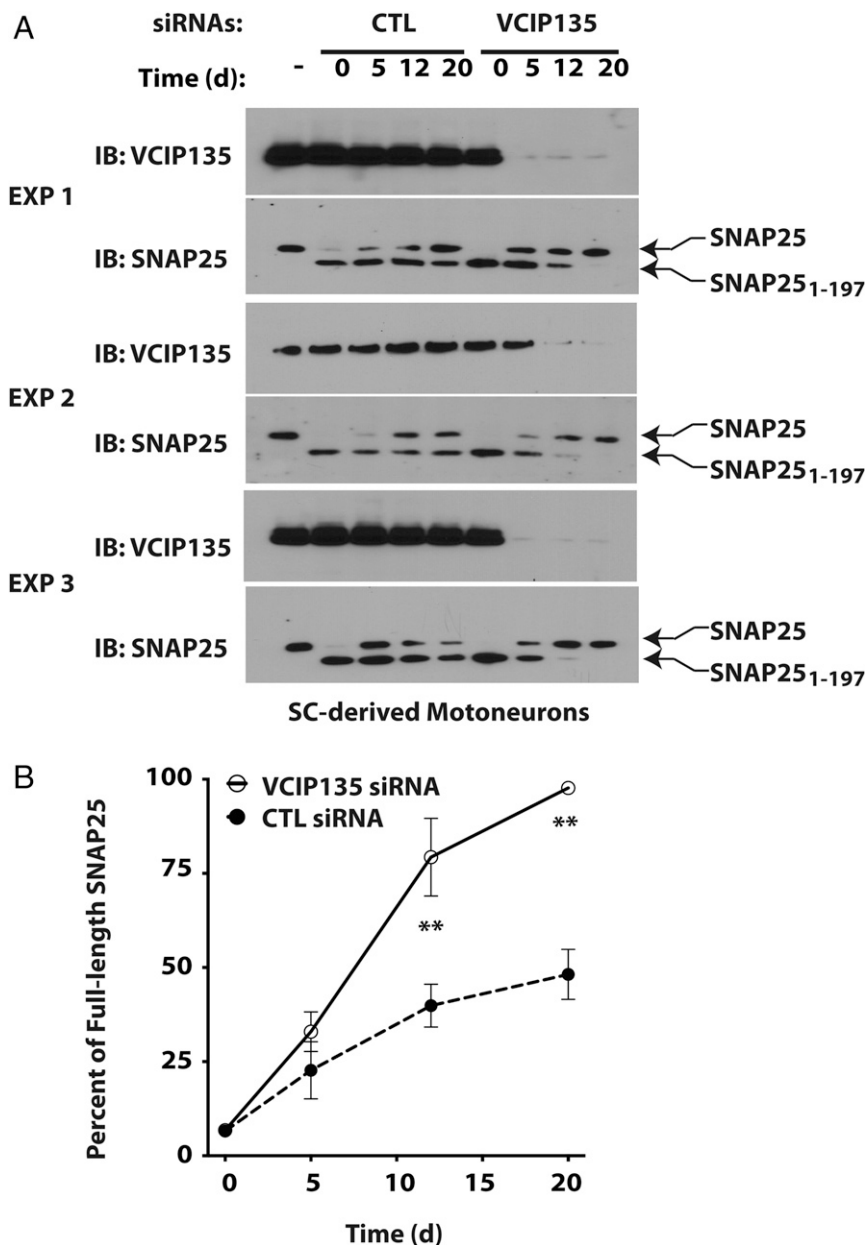 A
siRNAs: CTL VCIP135
Time (d): - 0 5 12 20 0 5 12 20
IB: VCIP135
EXP 1
IB: SNAP25
SNAP25
SNAP25₁₋₁₉₇
IB: VCIP135
EXP 2
IB: SNAP25
SNAP25
SNAP25₁₋₁₉₇
IB: VCIP135
EXP 3
IB: SNAP25
SNAP25
SNAP25₁₋₁₉₇
SC-derived Motoneurons
B
VCIP135 siRNA
CTL siRNA
Percent of Full-length SNAP25
100
75
50
25
0
**
**
0 5 10 15 20
Time (d)